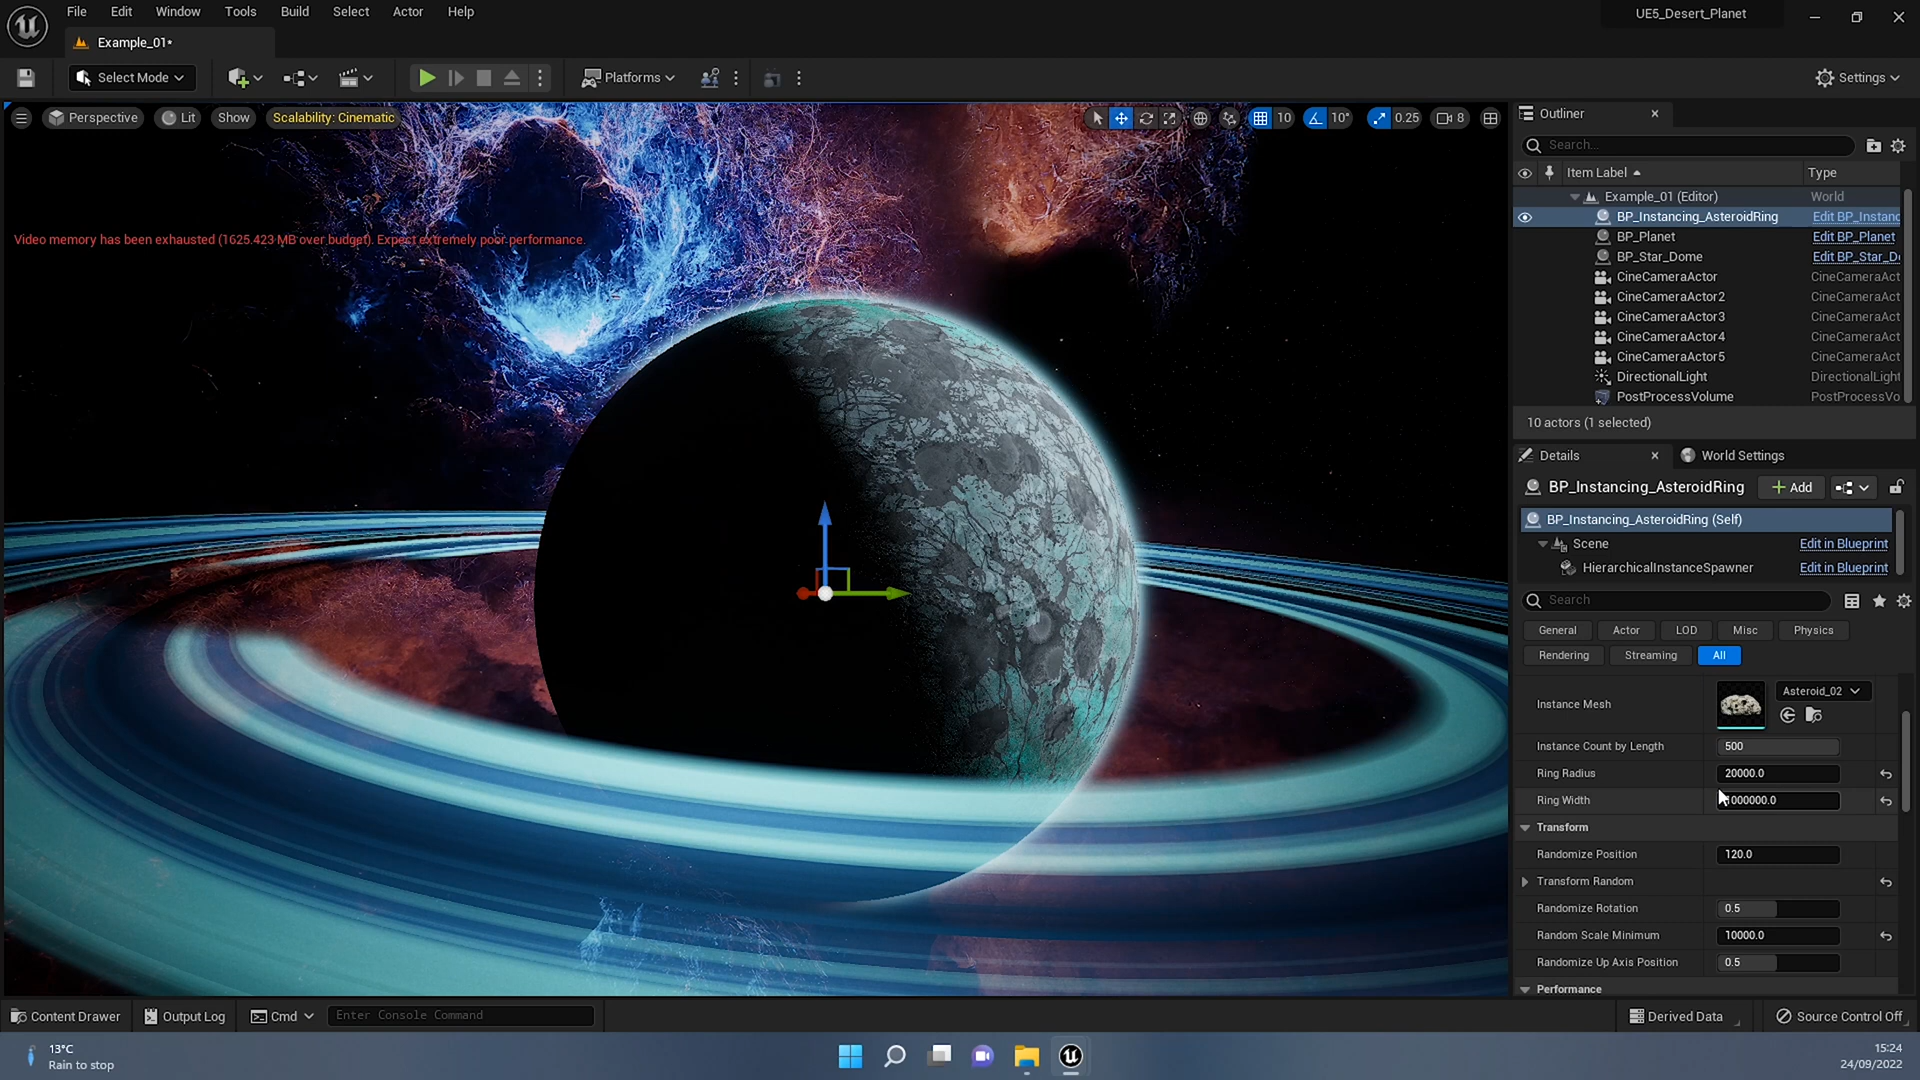 File Edit Window Tools Build Select Actor Help
UE5_Desert_Planet
Example_01*
Select Mode
Platforms
Settings
Perspective Lit Show Scalability: Cinematic
10 10° 0.25 8
Video memory has been exhausted (1625.423 MB over budget). Expect extremely poor performance.
Outliner
Search...
Item Label Type
Example_01 (Editor) World
BP_Instancing_AsteroidRing Edit BP_Instanc
BP_Planet Edit BP_Planet
BP_Star_Dome Edit BP_Star_D
CineCameraActor CineCameraAct
CineCameraActor2 CineCameraAct
CineCameraActor3 CineCameraAct
CineCameraActor4 CineCameraAct
CineCameraActor5 CineCameraAct
DirectionalLight DirectionalLight
PostProcessVolume PostProcessVo
10 actors (1 selected)
Details World Settings
BP_Instancing_AsteroidRing Add
BP_Instancing_AsteroidRing (Self)
Scene Edit in Blueprint
HierarchicalInstanceSpawner Edit in Blueprint
Search
General Actor LOD Misc Physics
Rendering Streaming All
Instance Mesh Asteroid_02
Instance Count by Length 500
Ring Radius 20000.0
Ring Width 000000.0
Transform
Randomize Position 120.0
Transform Random
Randomize Rotation 0.5
Random Scale Minimum 10000.0
Randomize Up Axis Position 0.5
Performance
Content Drawer Output Log Cmd Enter Console Command Derived Data Source Control Off
13°C
Rain to stop
15:24
24/09/2022